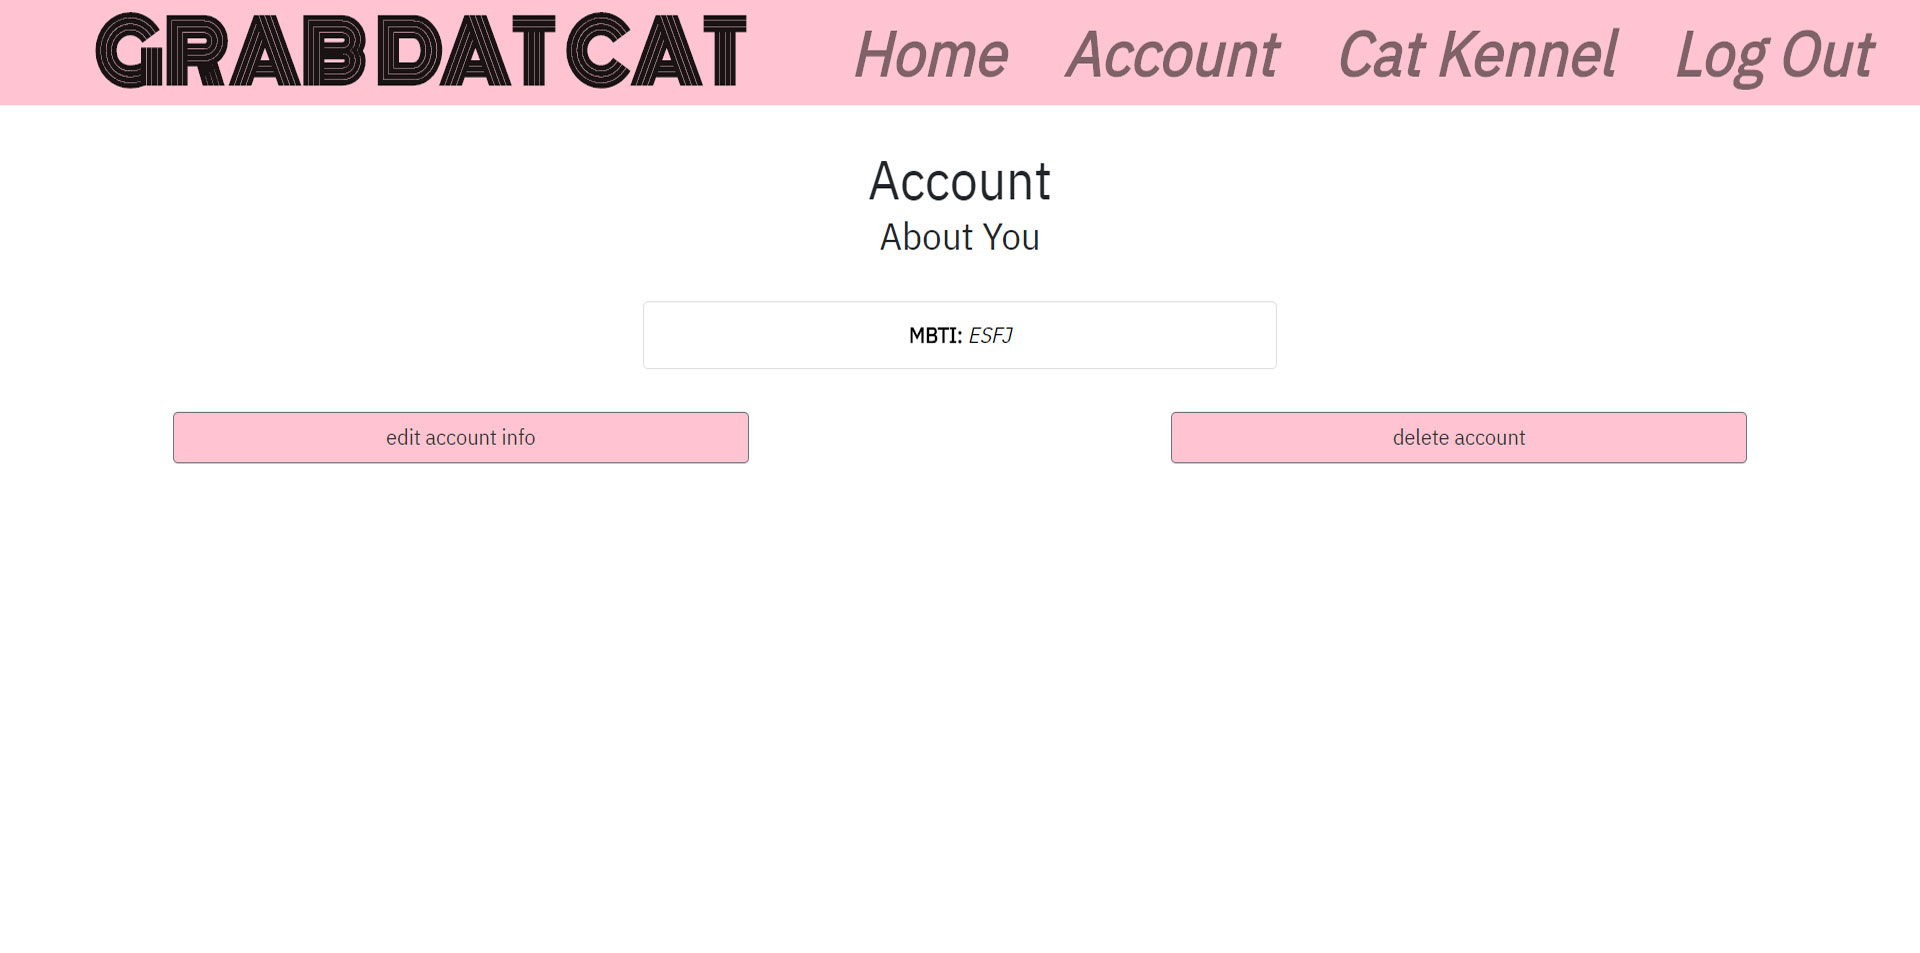 GRABDATCAT Home Account Cat Kennel Log Out
Account
About You
MBTI: ESFJ
edit account info delete account